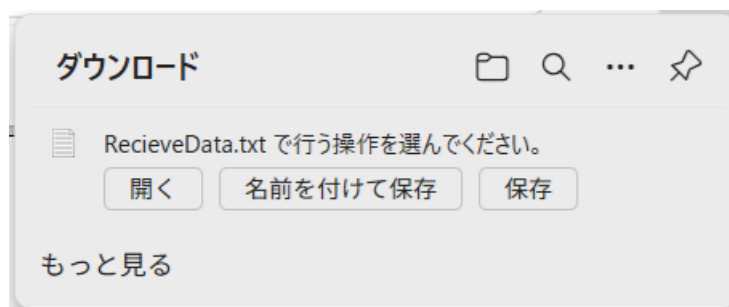 ダウンロード
RecieveData.txt で行う操作を選んでください。
開く 名前を付けて保存 保存
もっと見る